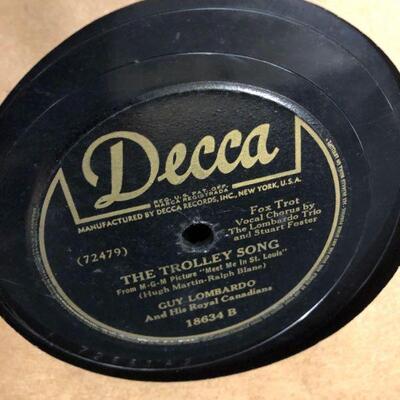 Decca
REG. U.S. PAT. OFF.
MARCA REGISTRADA
MANUFACTURED BY DECCA RECORDS, INC., NEW YORK, U.S.A.
Fox Trot
Vocal Chorus by
The Lombardo Trio
and Stuart Foster
(72479)
THE TROLLEY SONG
From M-G-M Picture "Meet Me In St. Louis"
(Hugh Martin-Ralph Blane)
GUY LOMBARDO
And His Royal Canadians
18634 B